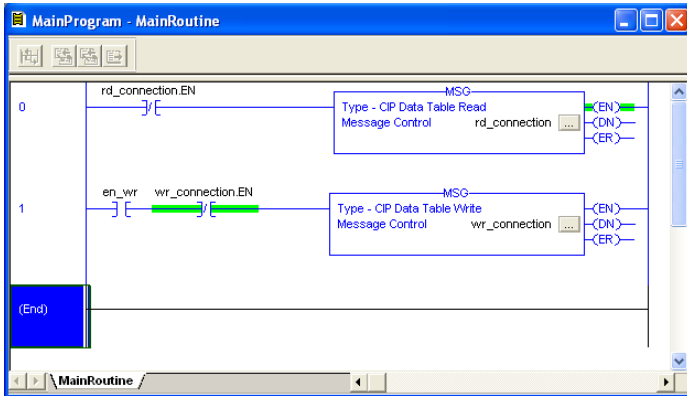 MainProgram - MainRoutine
rd_connection.EN
MSG
0
Type - CIP Data Table Read
(EN)
Message Control rd_connection ...
(DN)
(ER)
en_wr wr_connection.EN
MSG
1
Type - CIP Data Table Write
(EN)
Message Control wr_connection ...
(DN)
(ER)
(End)
MainRoutine